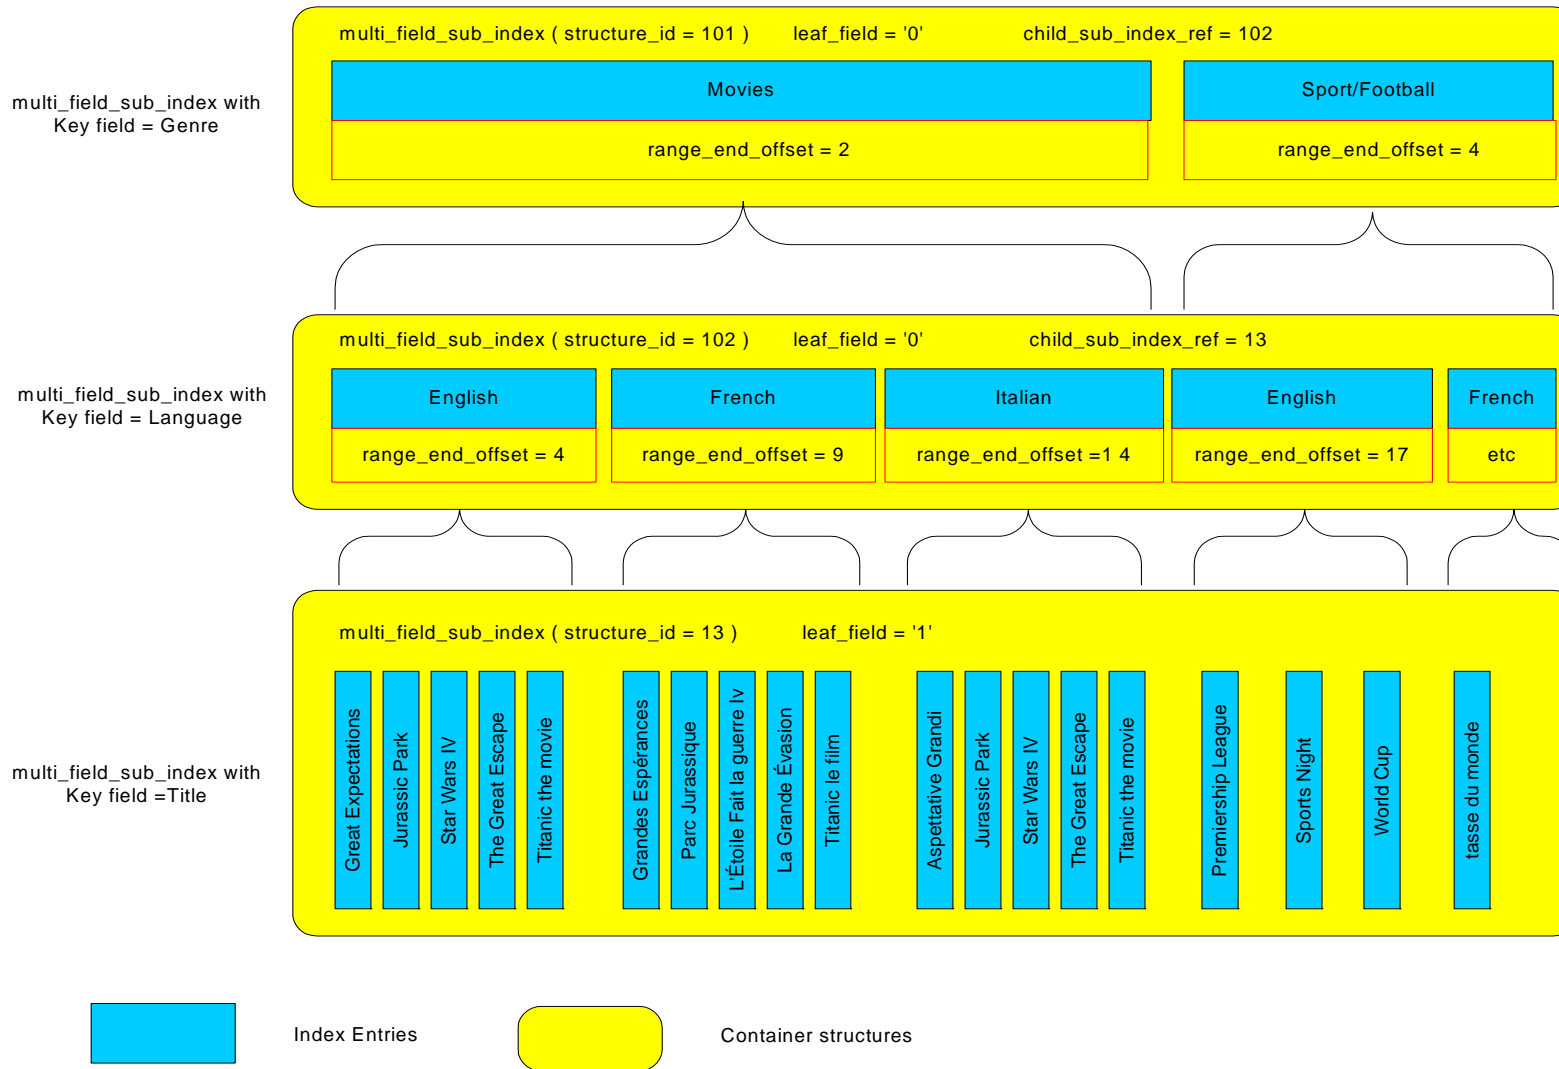 multi_field_sub_index ( structure_id = 101 ) leaf_field = '0' child_sub_index_ref = 102
Movies
Sport/Football
multi_field_sub_index with
Key field = Genre
range_end_offset = 2
range_end_offset = 4
multi_field_sub_index ( structure_id = 102 ) leaf_field = '0' child_sub_index_ref = 13
multi_field_sub_index with
Key field = Language
English
French
Italian
English
French
range_end_offset = 4
range_end_offset = 9
range_end_offset =1 4
range_end_offset = 17
etc
multi_field_sub_index ( structure_id = 13 ) leaf_field = '1'
multi_field_sub_index with
Key field =Title
Great Expectations
Jurassic Park
Star Wars IV
The Great Escape
Titanic the movie
Grandes Espérances
Parc Jurassique
L'Étoile Fait la guerre Iv
La Grande Évasion
Titanic le film
Aspettative Grandi
Jurassic Park
Star Wars IV
The Great Escape
Titanic the movie
Premiership League
Sports Night
World Cup
tasse du monde
Index Entries
Container structures